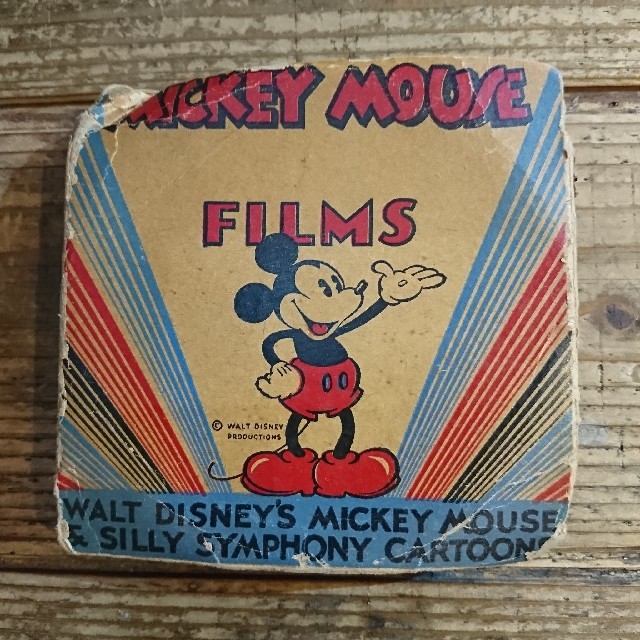 MICKEY MOUSE
FILMS
© WALT DISNEY
PRODUCTIONS
WALT DISNEY'S MICKEY MOUSE
& SILLY SYMPHONY CARTOONS